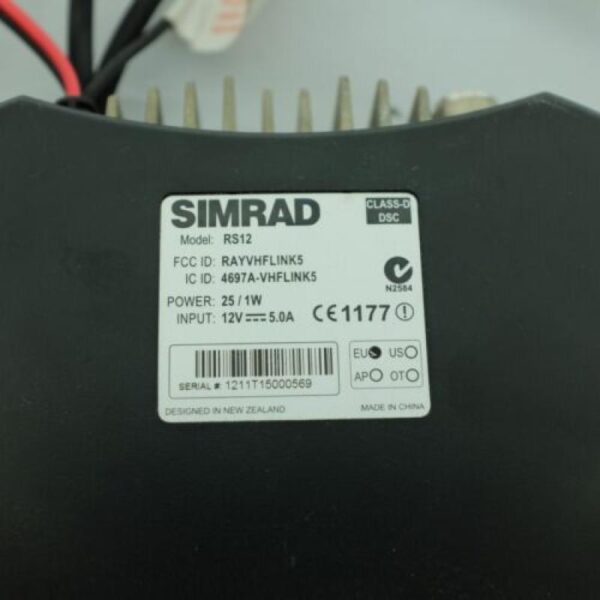 SIMRAD
CLASS-D
DSC
Model: RS12
FCC ID: RAYVHFLINK5
IC ID: 4697A-VHFLINK5
N2584
POWER: 25 / 1W
INPUT: 12V⎓5.0A
CE1177
EU US
AP OT
SERIAL #: 1211T15000569
DESIGNED IN NEW ZEALAND
MADE IN CHINA